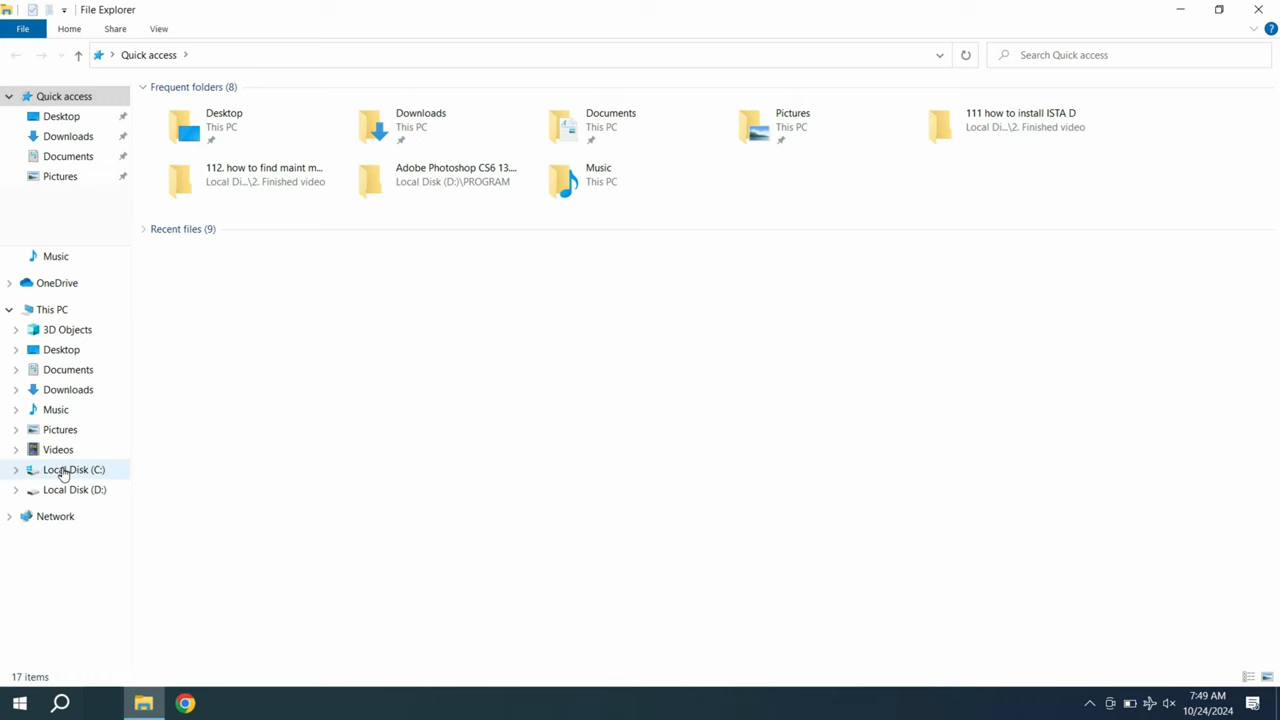 File Explorer
File Home Share View
Quick access
Search Quick access
Quick access
Desktop
Downloads
Documents
Pictures
Music
OneDrive
This PC
3D Objects
Desktop
Documents
Downloads
Music
Pictures
Videos
Local Disk (C:)
Local Disk (D:)
Network
Frequent folders (8)
Desktop
This PC
Downloads
This PC
Documents
This PC
Pictures
This PC
111 how to install ISTA D
Local Di...\2. Finished video
112. how to find maint m...
Local Di...\2. Finished video
Adobe Photoshop CS6 13....
Local Disk (D:)\PROGRAM
Music
This PC
Recent files (9)
17 items
7:49 AM
10/24/2024